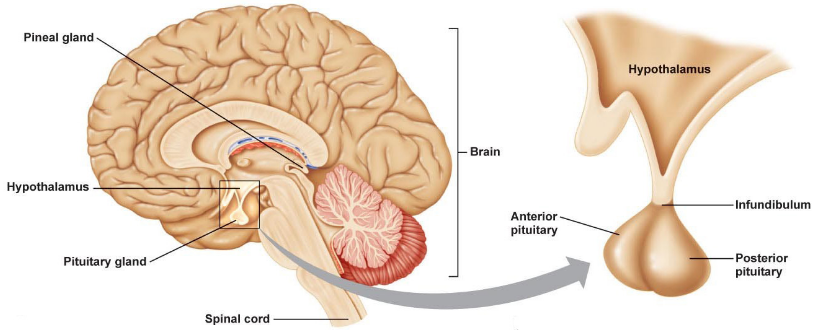 Pineal gland
Hypothalamus
Pituitary gland
Spinal cord
Brain
Hypothalamus
Infundibulum
Anterior
pituitary
Posterior
pituitary